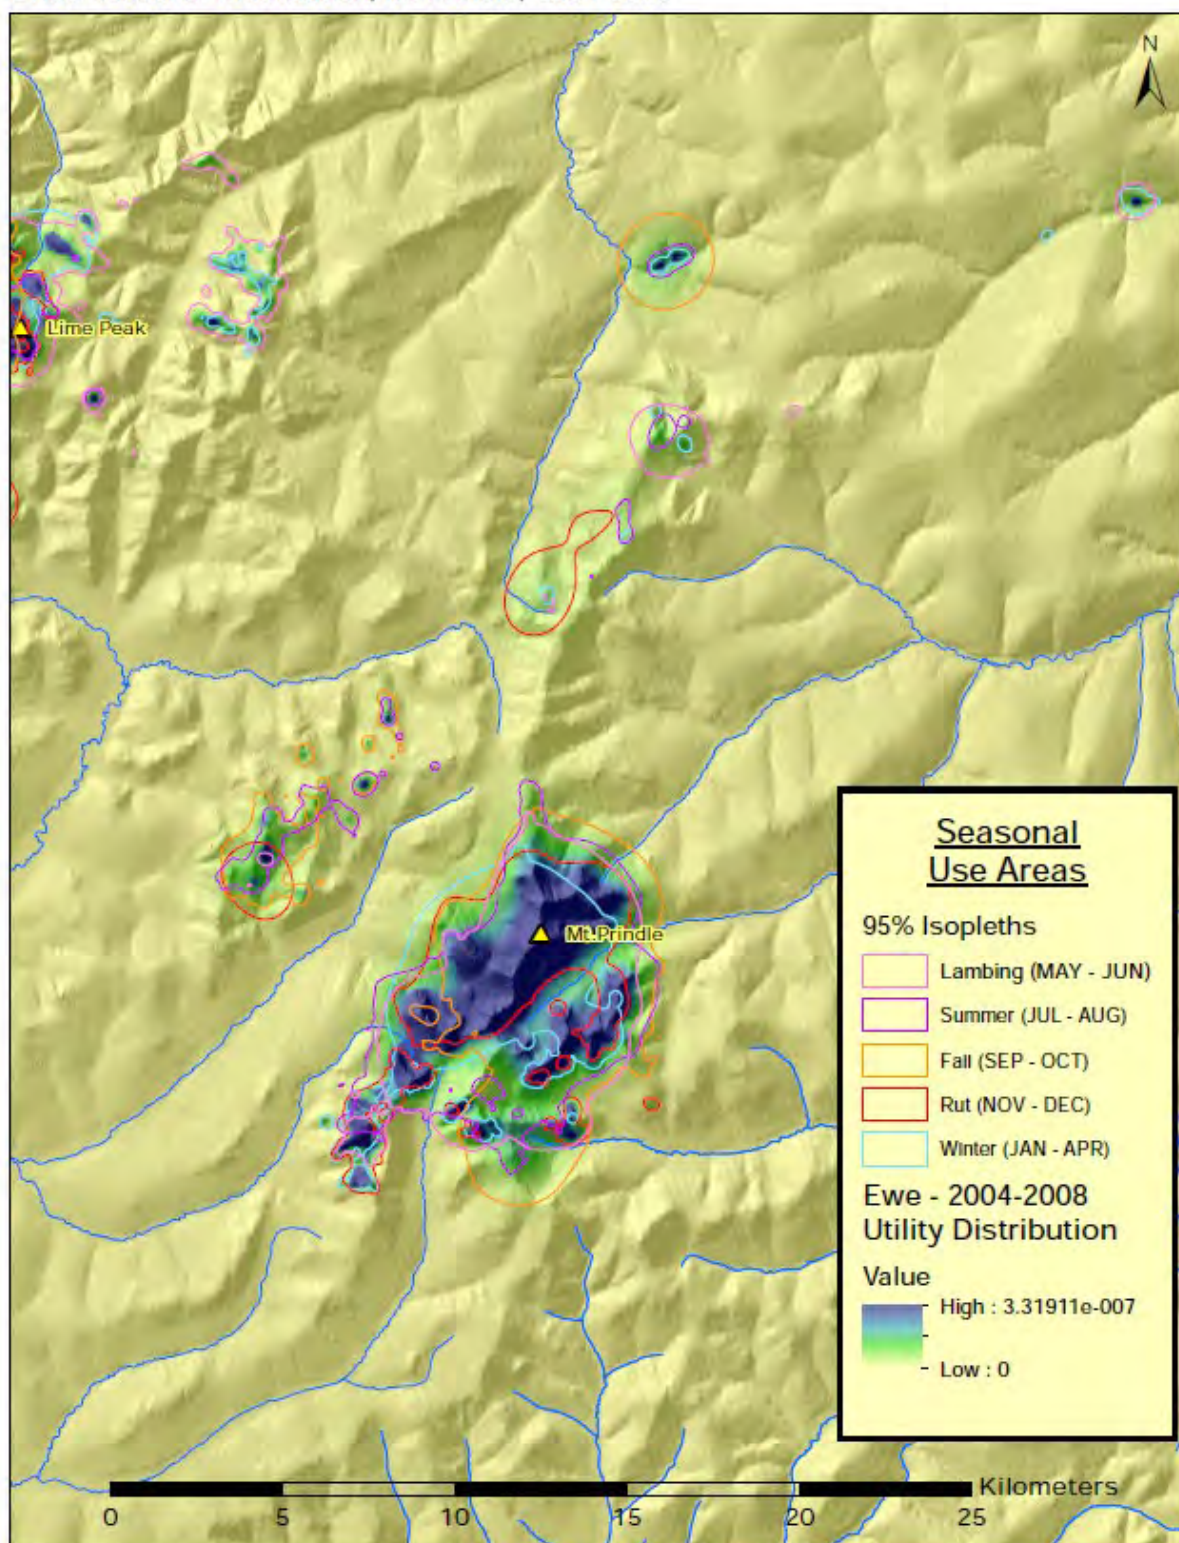 N
Lime Peak
Mt.Prindle
Seasonal
Use Areas
95% Isopleths
Lambing (MAY - JUN)
Summer (JUL - AUG)
Fall (SEP - OCT)
Rut (NOV - DEC)
Winter (JAN - APR)
Ewe - 2004-2008
Utility Distribution
Value
High : 3.31911e-007
Low : 0
Kilometers
0 5 10 15 20 25